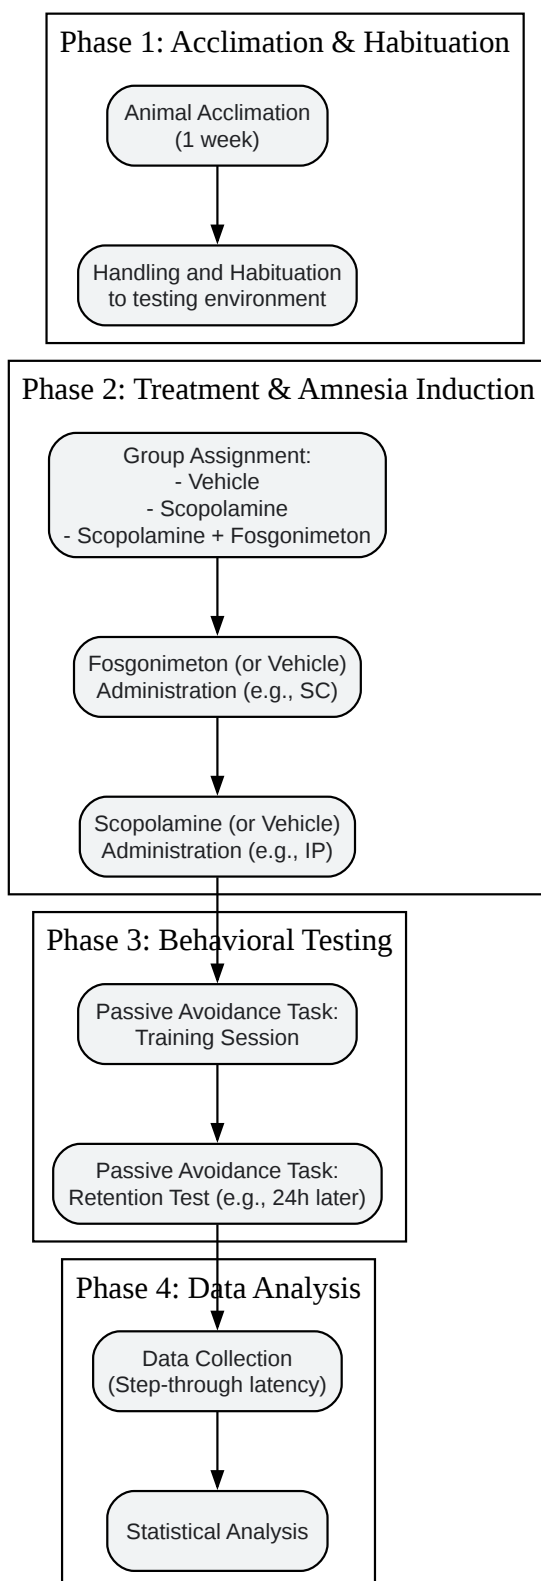 Phase 1: Acclimation & Habituation
Animal Acclimation
(1 week)
Handling and Habituation
to testing environment
Phase 2: Treatment & Amnesia Induction
Group Assignment:
- Vehicle
- Scopolamine
- Scopolamine + Fosgonimeton
Fosgonimeton (or Vehicle)
Administration (e.g., SC)
Scopolamine (or Vehicle)
Administration (e.g., IP)
Phase 3: Behavioral Testing
Passive Avoidance Task:
Training Session
Passive Avoidance Task:
Retention Test (e.g., 24h later)
Phase 4: Data Analysis
Data Collection
(Step-through latency)
Statistical Analysis